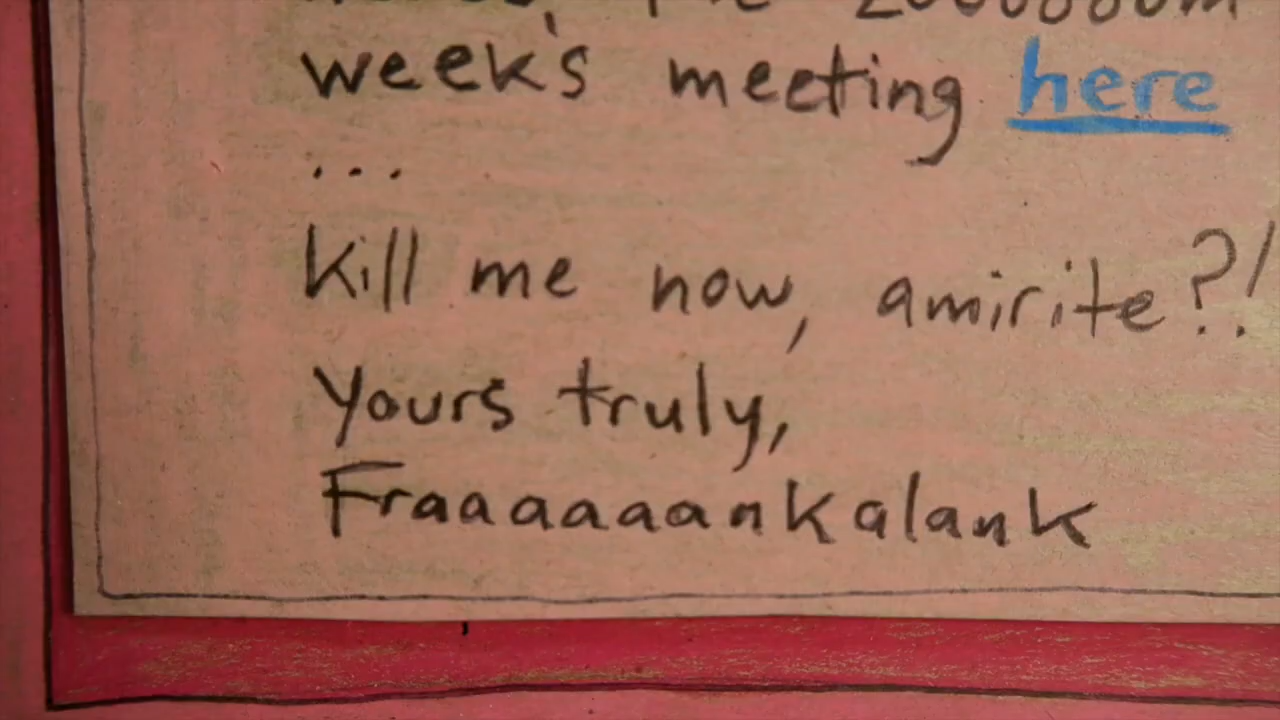 week's meeting here
...
Kill me now, amirite?!
Yours truly,
Fraaaaaankalank